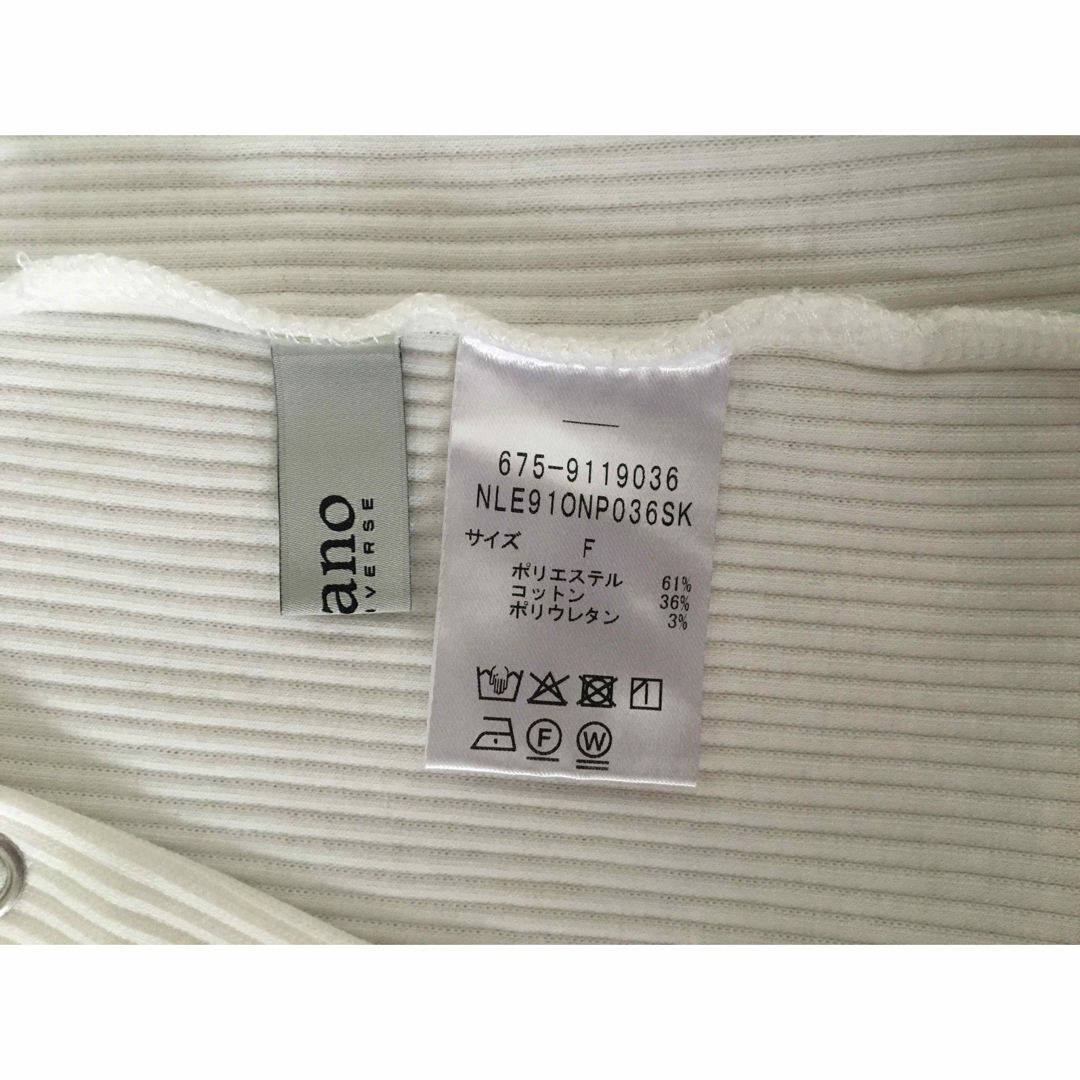 ano
IVERSE
675-9119036
NLE910NP036SK
サイズ F
ポリエステル 61%
コットン 36%
ポリウレタン 3%
1
F W